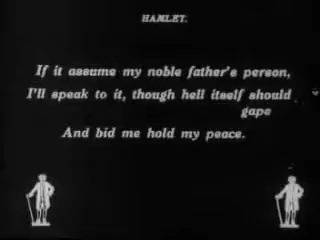 HAMLET.
If it assume my noble father's person,
I'll speak to it, though hell itself should
gape
And bid me hold my peace.